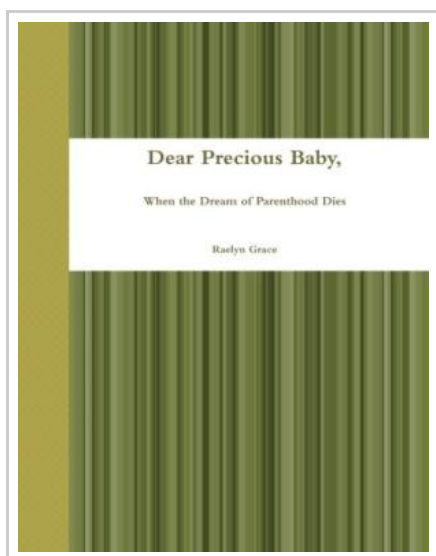 Dear Precious Baby,
When the Dream of Parenthood Dies
Raelyn Grace